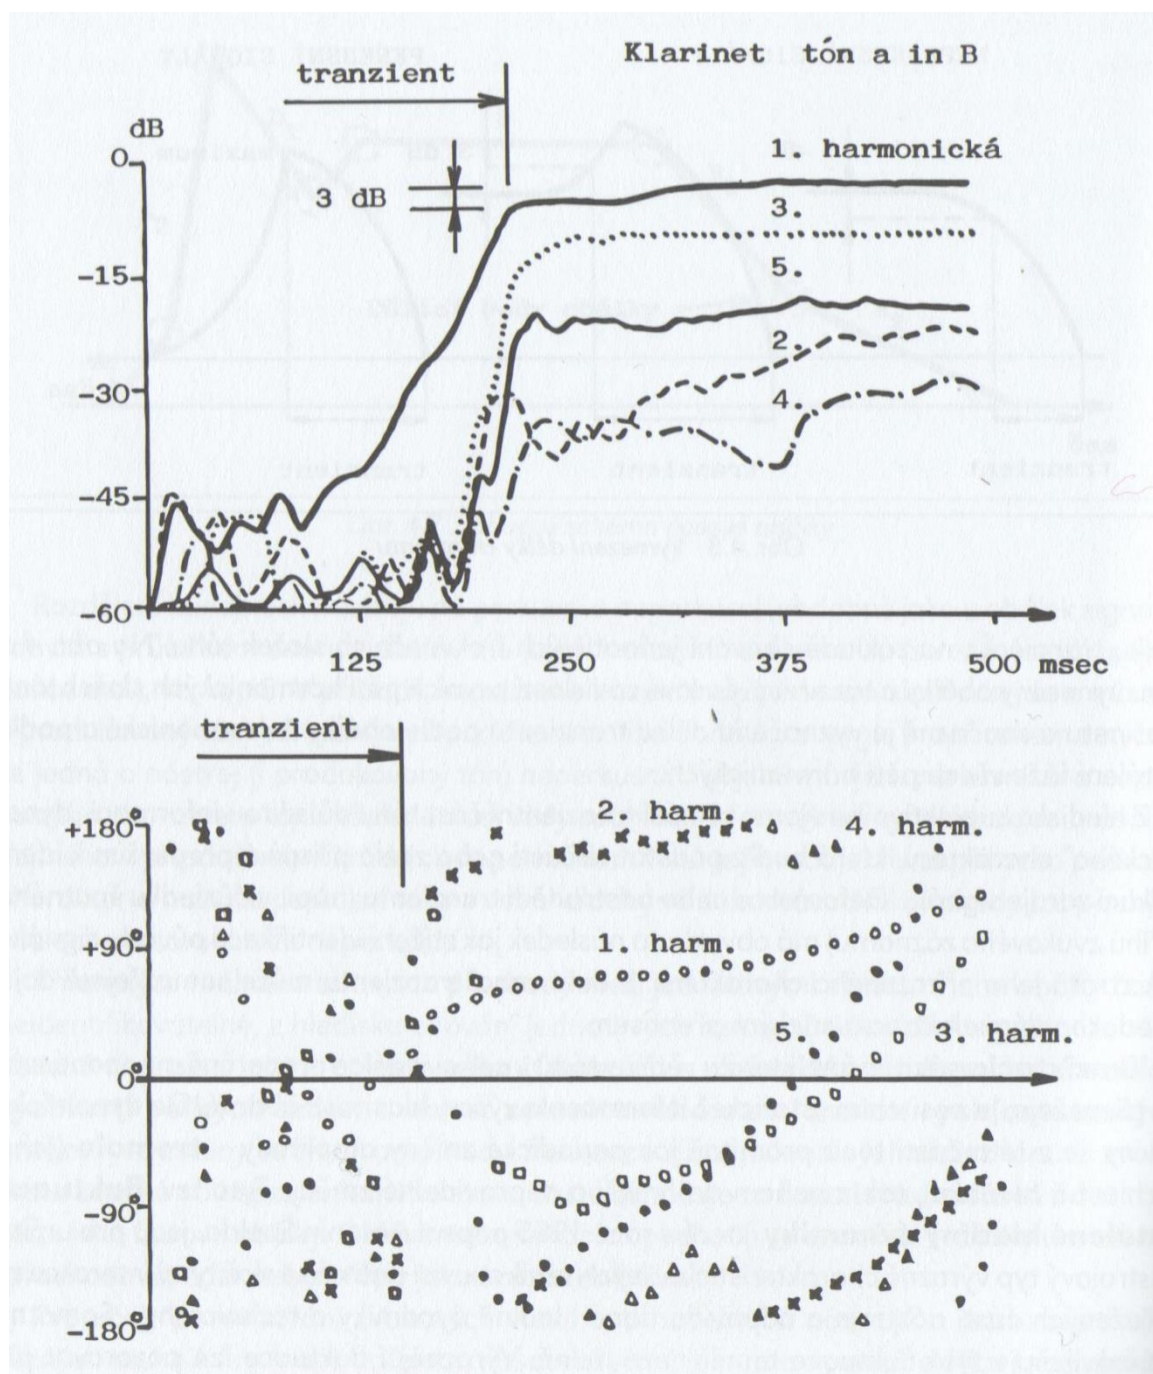 Klarinet tón a in B
tranzient
dB
0
1. harmonická
3 dB
3.
-15
5.
2.
-30
4.
-45
-60
125 250 375 500 msec
tranzient
+180°
2. harm.
4. harm.
+90°
1. harm.
5.
3. harm.
0°
-90°
-180°